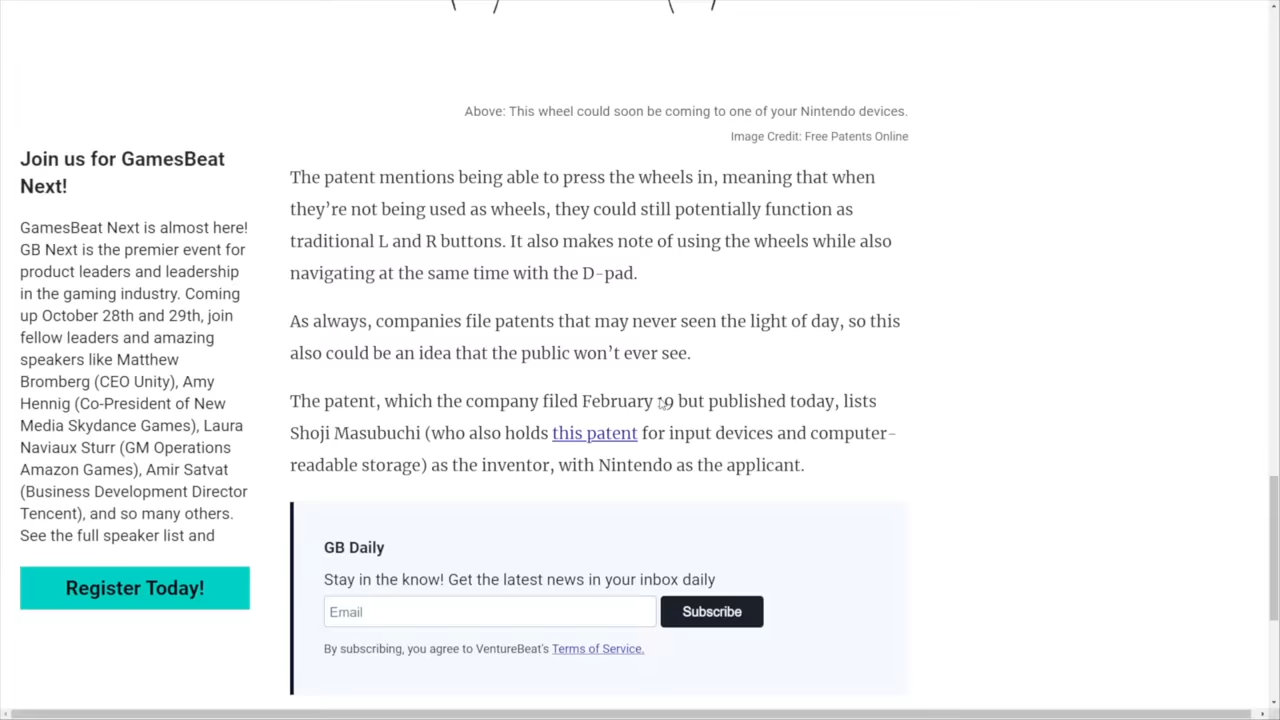 Above: This wheel could soon be coming to one of your Nintendo devices.
Image Credit: Free Patents Online
Join us for GamesBeat
Next!
GamesBeat Next is almost here!
GB Next is the premier event for
product leaders and leadership
in the gaming industry. Coming
up October 28th and 29th, join
fellow leaders and amazing
speakers like Matthew
Bromberg (CEO Unity), Amy
Hennig (Co-President of New
Media Skydance Games), Laura
Naviaux Sturr (GM Operations
Amazon Games), Amir Satvat
(Business Development Director
Tencent), and so many others.
See the full speaker list and
Register Today!
The patent mentions being able to press the wheels in, meaning that when
they’re not being used as wheels, they could still potentially function as
traditional L and R buttons. It also makes note of using the wheels while also
navigating at the same time with the D-pad.
As always, companies file patents that may never seen the light of day, so this
also could be an idea that the public won’t ever see.
The patent, which the company filed February 19 but published today, lists
Shoji Masubuchi (who also holds this patent for input devices and computer-
readable storage) as the inventor, with Nintendo as the applicant.
GB Daily
Stay in the know! Get the latest news in your inbox daily
Email
Subscribe
By subscribing, you agree to VentureBeat's Terms of Service.